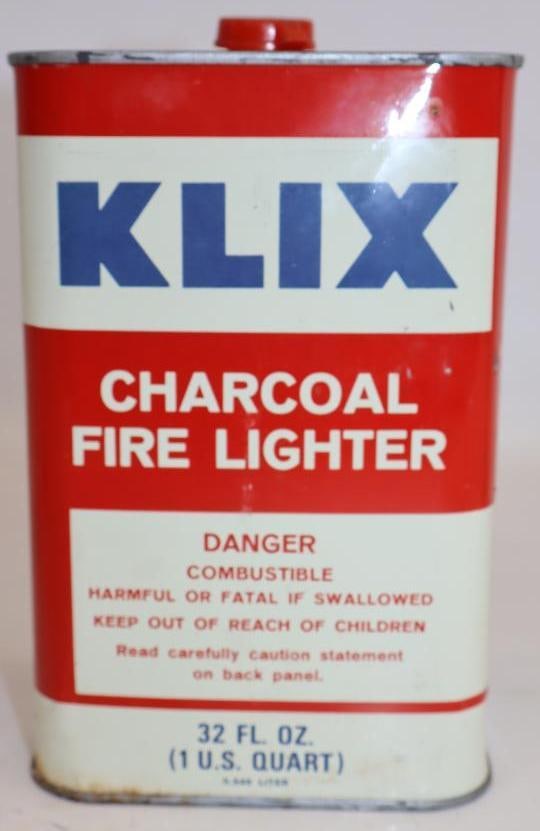 KLIX
CHARCOAL
FIRE LIGHTER
DANGER
COMBUSTIBLE
HARMFUL OR FATAL IF SWALLOWED
KEEP OUT OF REACH OF CHILDREN
Read carefully caution statement
on back panel.
32 FL. OZ.
(1 U.S. QUART)